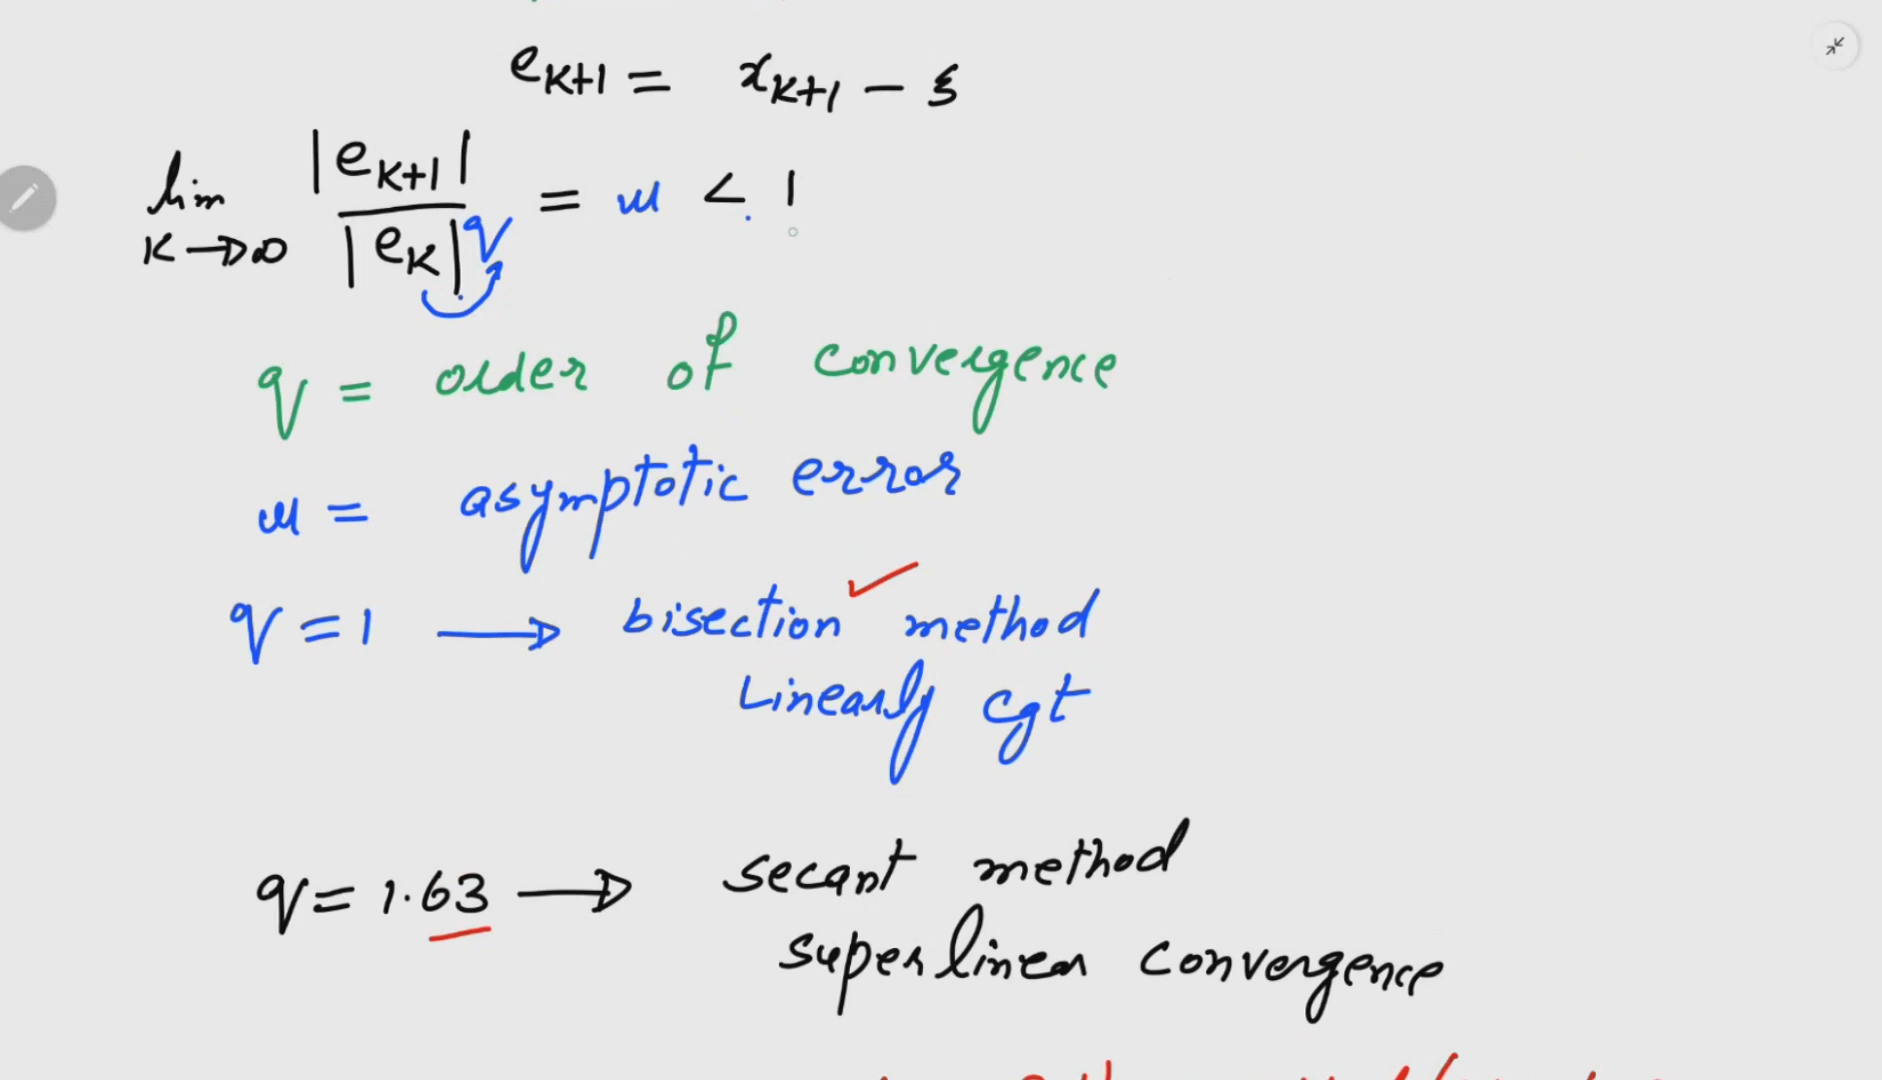 e_{k+1} = x_{k+1} − ξ
lim_{k→∞} |e_{k+1}| / |e_k|^q = μ < 1
q = order of convergence
μ = asymptotic error
q = 1 → bisection ✓ method
Linearly cgt
q = 1.63 → secant method
superlinear convergence